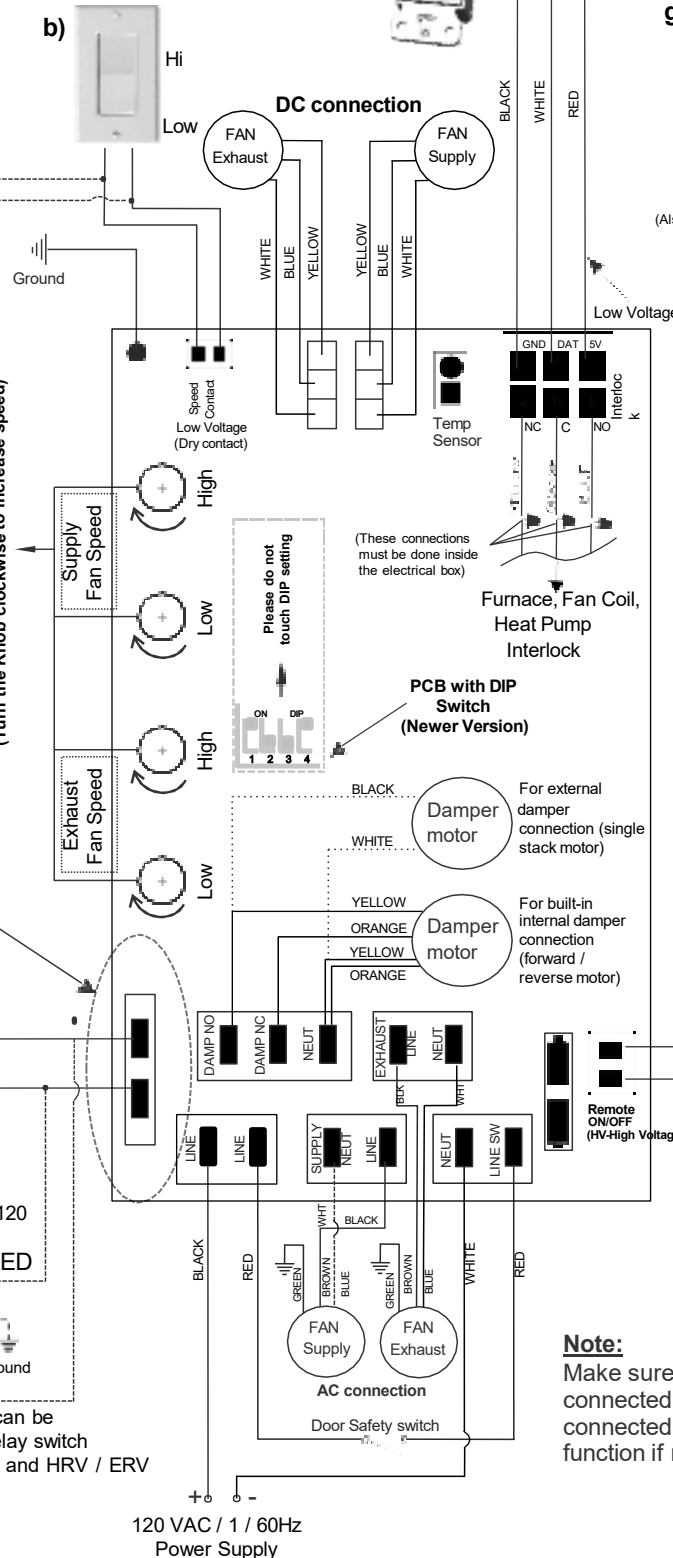 b)
g
Hi
Low
DC connection
FAN
Exhaust
FAN
Supply
BLACK
WHITE
RED
WHITE
BLUE
YELLOW
YELLOW
BLUE
WHITE
Ground
(Als
Low Voltage
GND DAT 5V
Interloc
k
NC C NO
Speed
Contact
Low Voltage
(Dry contact)
Temp
Sensor
(Turn the Knob clockwise to increase speed)
Supply
Fan Speed
High
Low
Exhaust
Fan Speed
High
Low
Please do not
touch DIP setting
ON DIP
1 2 3 4
(These connections
must be done inside
the electrical box)
Furnace, Fan Coil,
Heat Pump
Interlock
PCB with DIP
Switch
(Newer Version)
BLACK
WHITE
Damper
motor
For external
damper
connection (single
stack motor)
YELLOW
ORANGE
YELLOW
ORANGE
Damper
motor
For built-in
internal damper
connection
(forward /
reverse motor)
DAMP NO
DAMP NC
NEUT
EXHAUST
LINE
NEUT
BLK
WHT
LINE
LINE
SUPPLY
NEUT
LINE
NEUT
LINE SW
Remote
ON/OFF
(HV-High Voltag
120
ED
ound
can be
elay switch
and HRV / ERV
BLACK
RED
WHT
BLACK
WHITE
RED
GREEN
BROWN
BLUE
GREEN
BROWN
BLUE
FAN
Supply
FAN
Exhaust
AC connection
Door Safety switch
+ -
120 VAC / 1 / 60Hz
Power Supply
Note:
Make sure
connected
connected
function if r